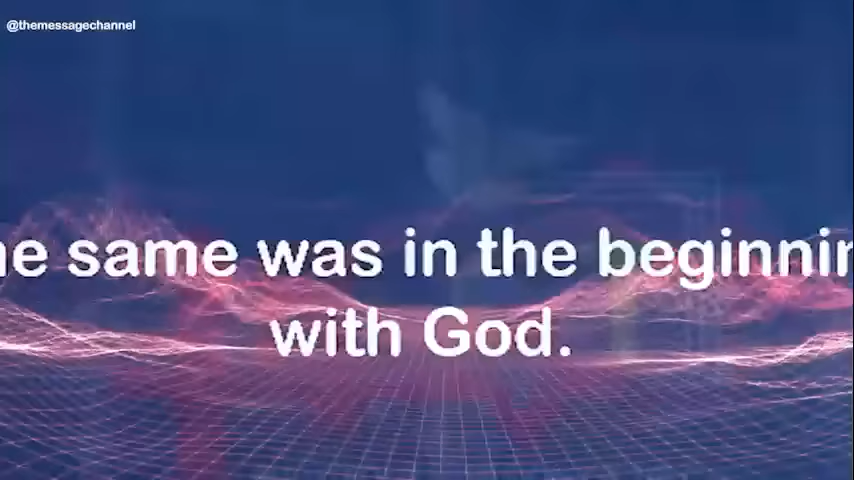 @themessagechannel
he same was in the beginnin
with God.